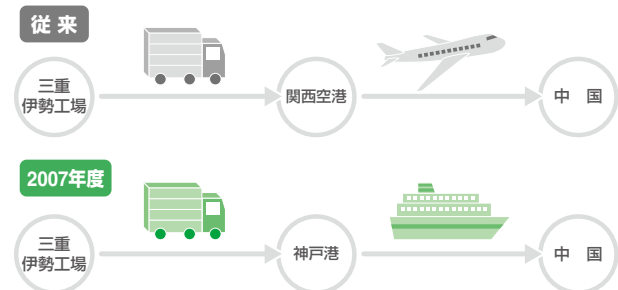 従 来
三重
伊勢工場
関西空港
中　国
2007年度
三重
伊勢工場
神戸港
中　国